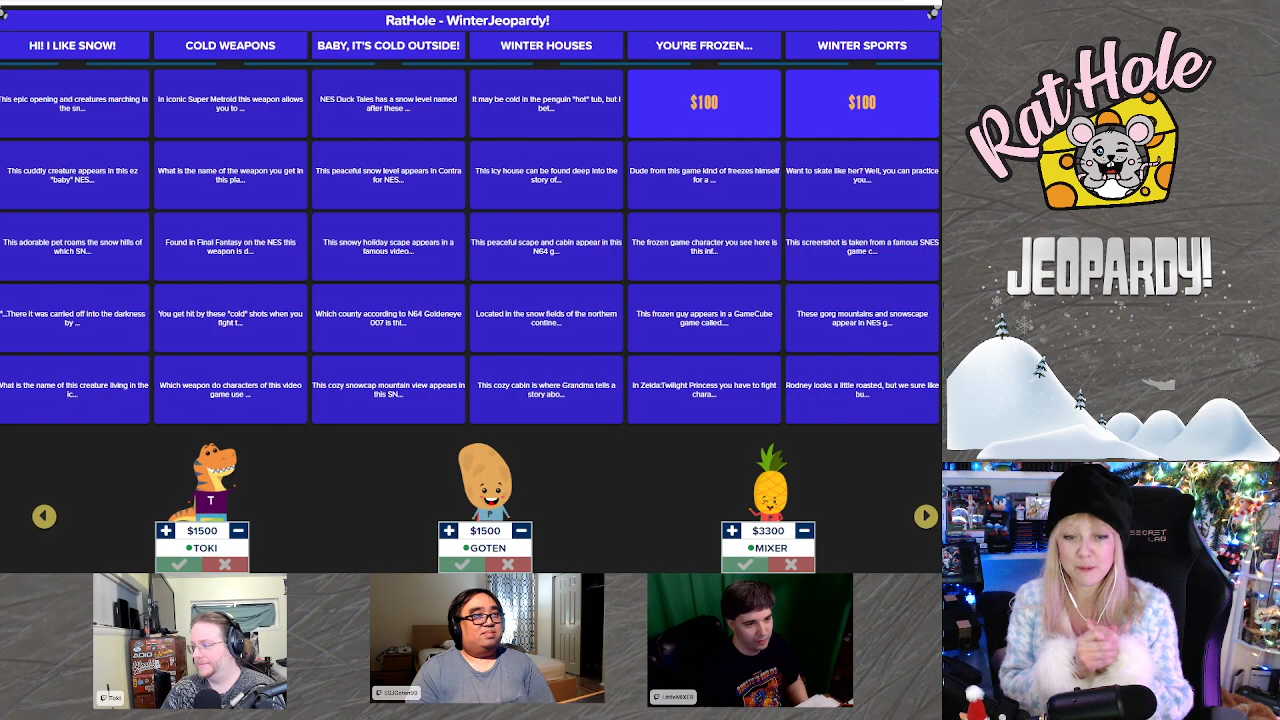 RatHole - WinterJeopardy!
HI! I LIKE SNOW!
COLD WEAPONS
BABY, IT'S COLD OUTSIDE!
WINTER HOUSES
YOU'RE FROZEN...
WINTER SPORTS
This epic opening and creatures marching in
the sn...
In iconic Super Metroid this weapon allows
you to ...
NES Duck Tales has a snow level named
after these ...
It may be cold in the penguin "hot" tub, but I
bet...
$100
$100
This cuddly creature appears in this ez
"baby" NES...
What is the name of the weapon you get in
this pla...
This peaceful snow level appears in Contra
for NES...
This icy house can be found deep into the
story of...
Dude from this game kind of freezes himself
for a ...
Want to skate like her? Well, you can practice
you...
This adorable pet roams the snow hills of
which SN...
Found in Final Fantasy on the NES this
weapon is d...
This snowy holiday scape appears in a
famous video...
This peaceful scape and cabin appear in this
N64 g...
The frozen game character you see here is
this inf...
This screenshot is taken from a famous SNES
game c...
"...There it was carried off into the darkness
by ...
You get hit by these "cold" shots when you
fight t...
Which county according to N64 Goldeneye
007 is thi...
Located in the snow fields of the northern
contine...
This frozen guy appears in a GameCube
game called....
These gorg mountains and snowscape
appear in NES g...
What is the name of this creature living in the
ic...
Which weapon do characters of this video
game use ...
This cozy snowcap mountain view appears in
this SN...
This cozy cabin is where Grandma tells a
story abo...
In Zelda:Twilight Princess you have to fight
chara...
Rodney looks a little roasted, but we sure like
bu...
T
P
$1500
TOKI
$1500
GOTEN
$3300
MIXER
Toki
SSJGoten99
LittleMIXER
Rat Hole
JEOPARDY!
SECRET
LAB